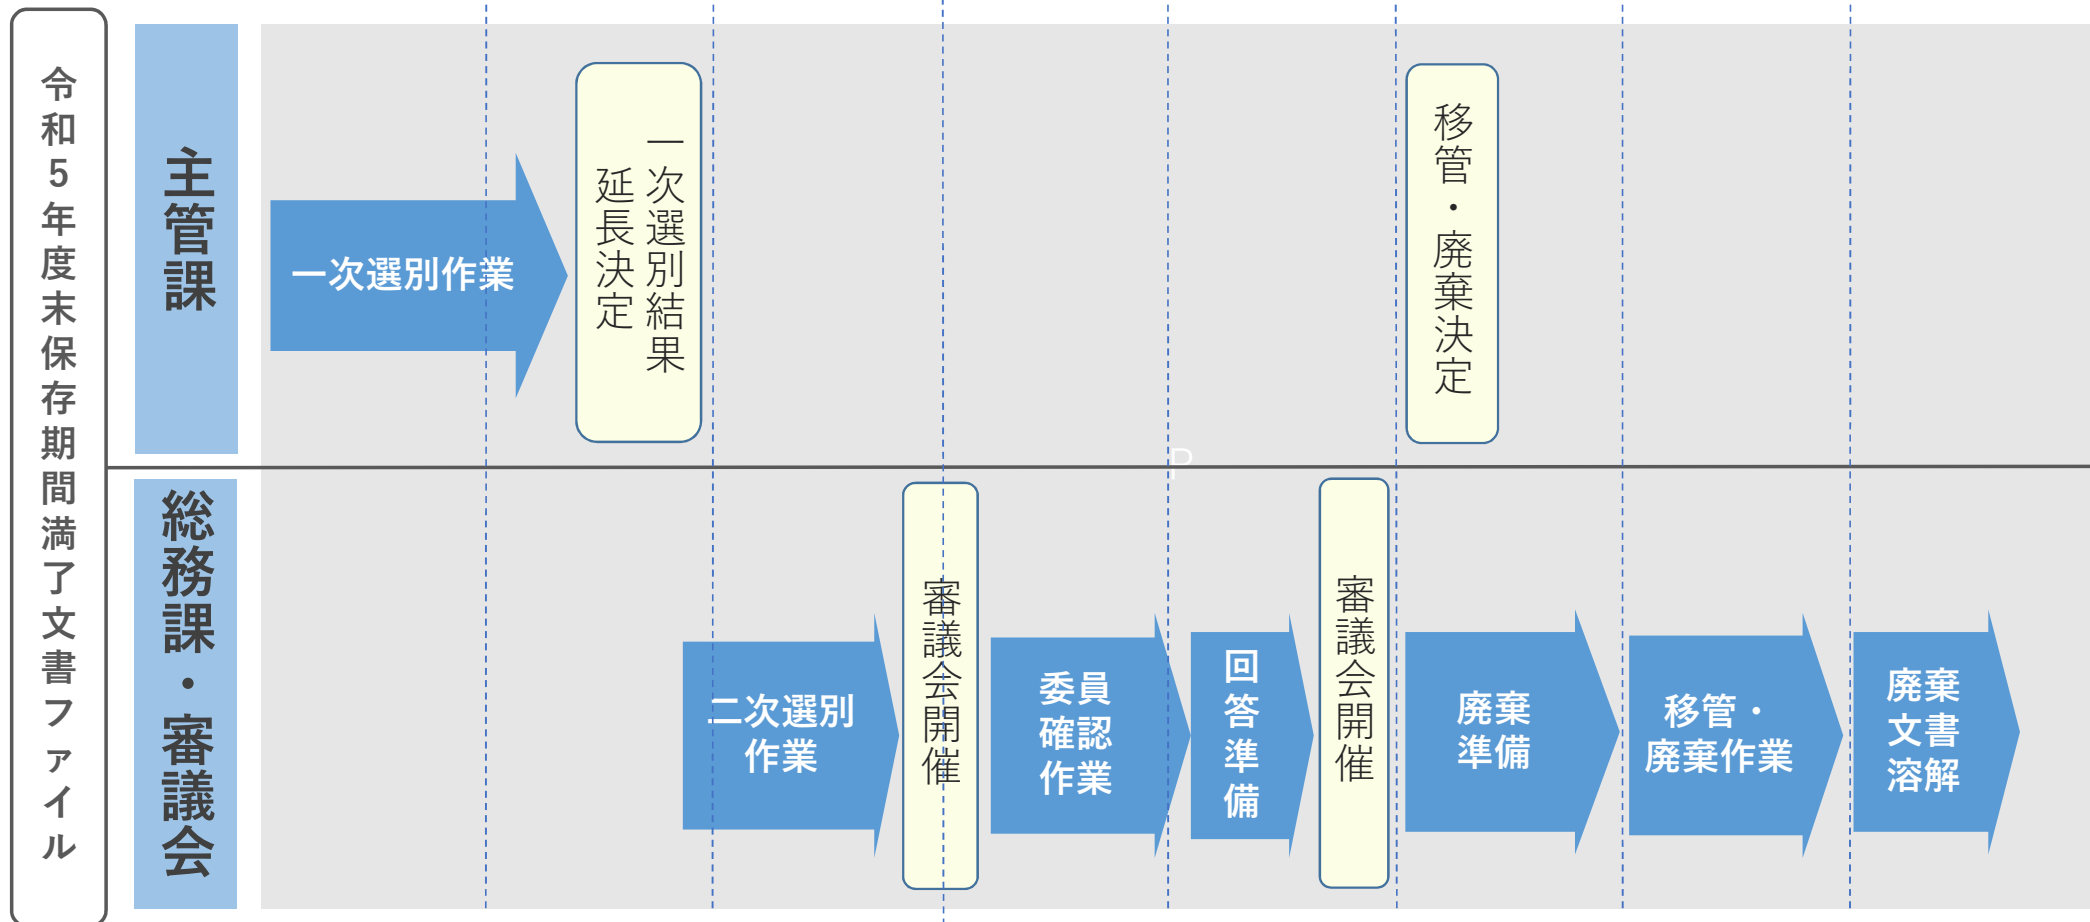 令和5年度末保存期間満了文書ファイル
主管課
一次選別作業
一次選別結果
延長決定
移管・廃棄決定
P
総務課・審議会
二次選別
作業
審議会開催
委員
確認
作業
回答準備
審議会開催
廃棄
準備
移管・
廃棄作業
廃棄
文書
溶解